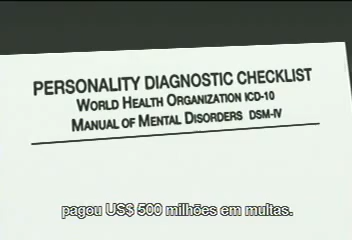 PERSONALITY DIAGNOSTIC CHECKLIST
WORLD HEALTH ORGANIZATION ICD-10
MANUAL OF MENTAL DISORDERS DSM-IV
pagou US$ 500 milhões em multas.